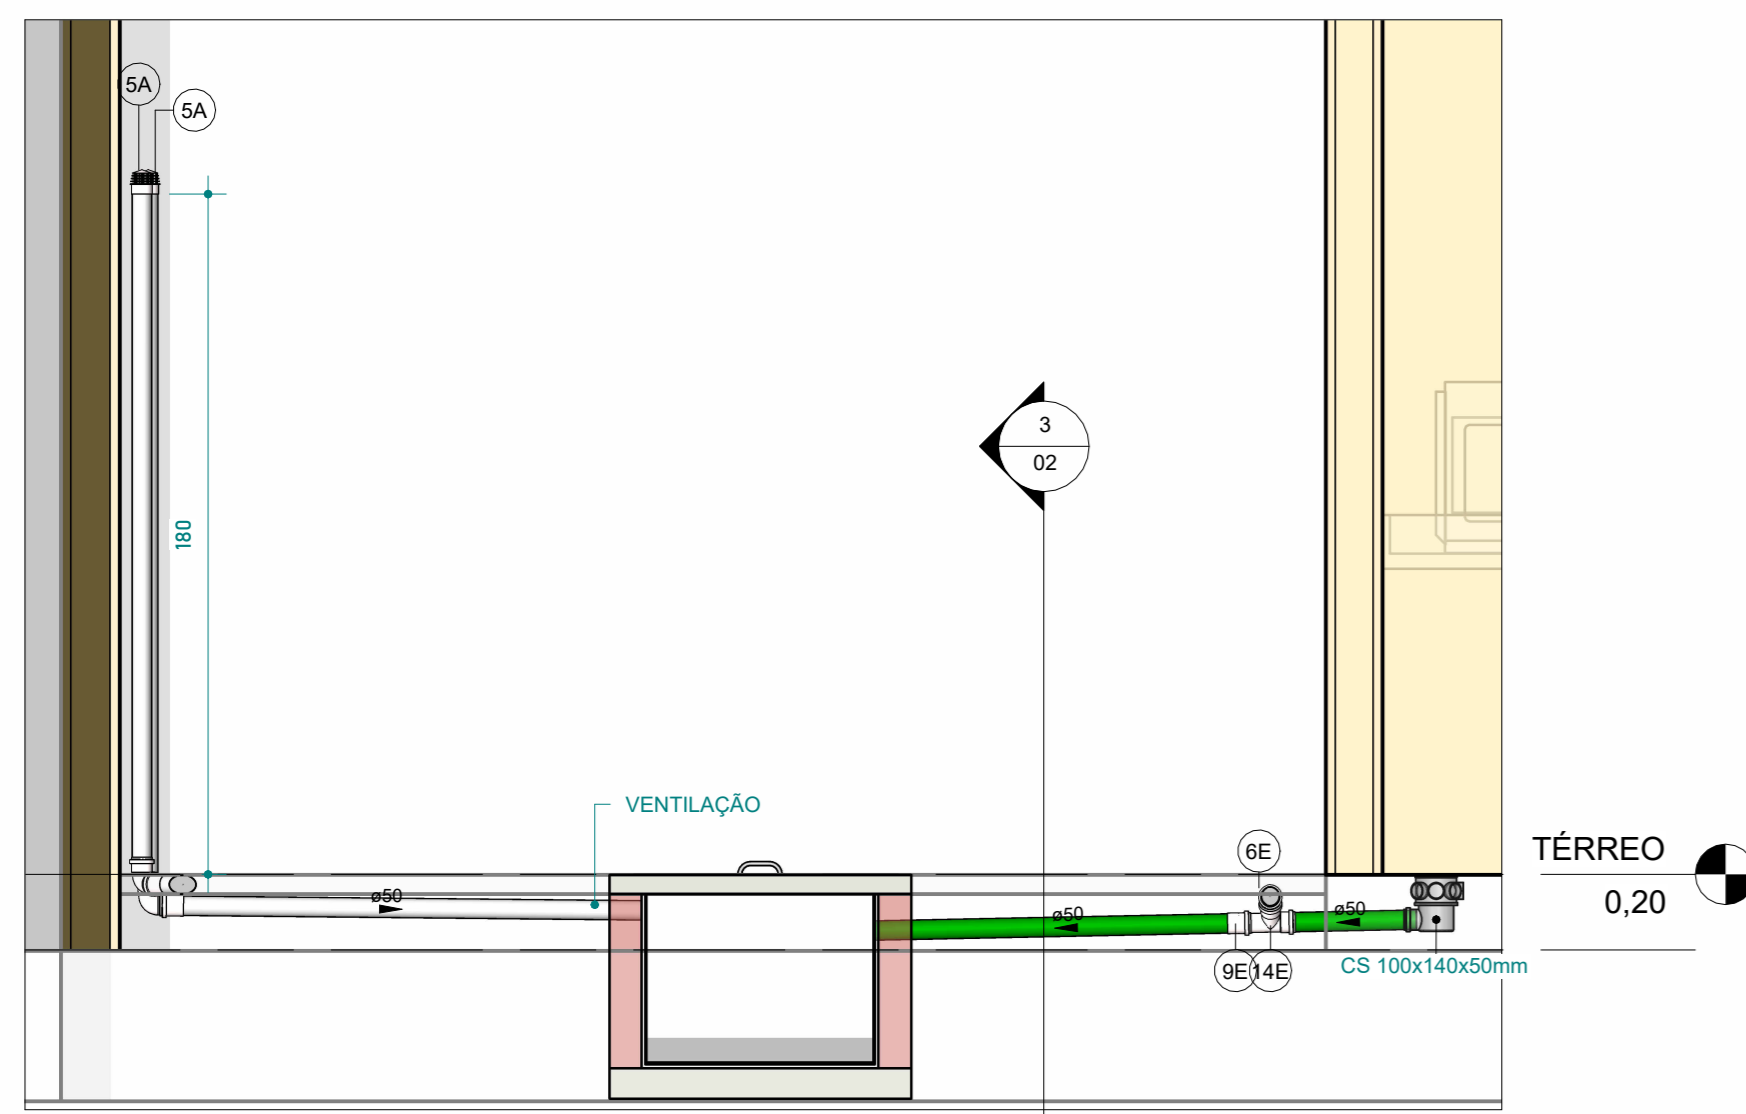 5A
5A
3
02
180
VENTILAÇÃO
6E
TÉRREO
0,20
ø50
ø50
ø50
9E
14E
CS 100x140x50mm